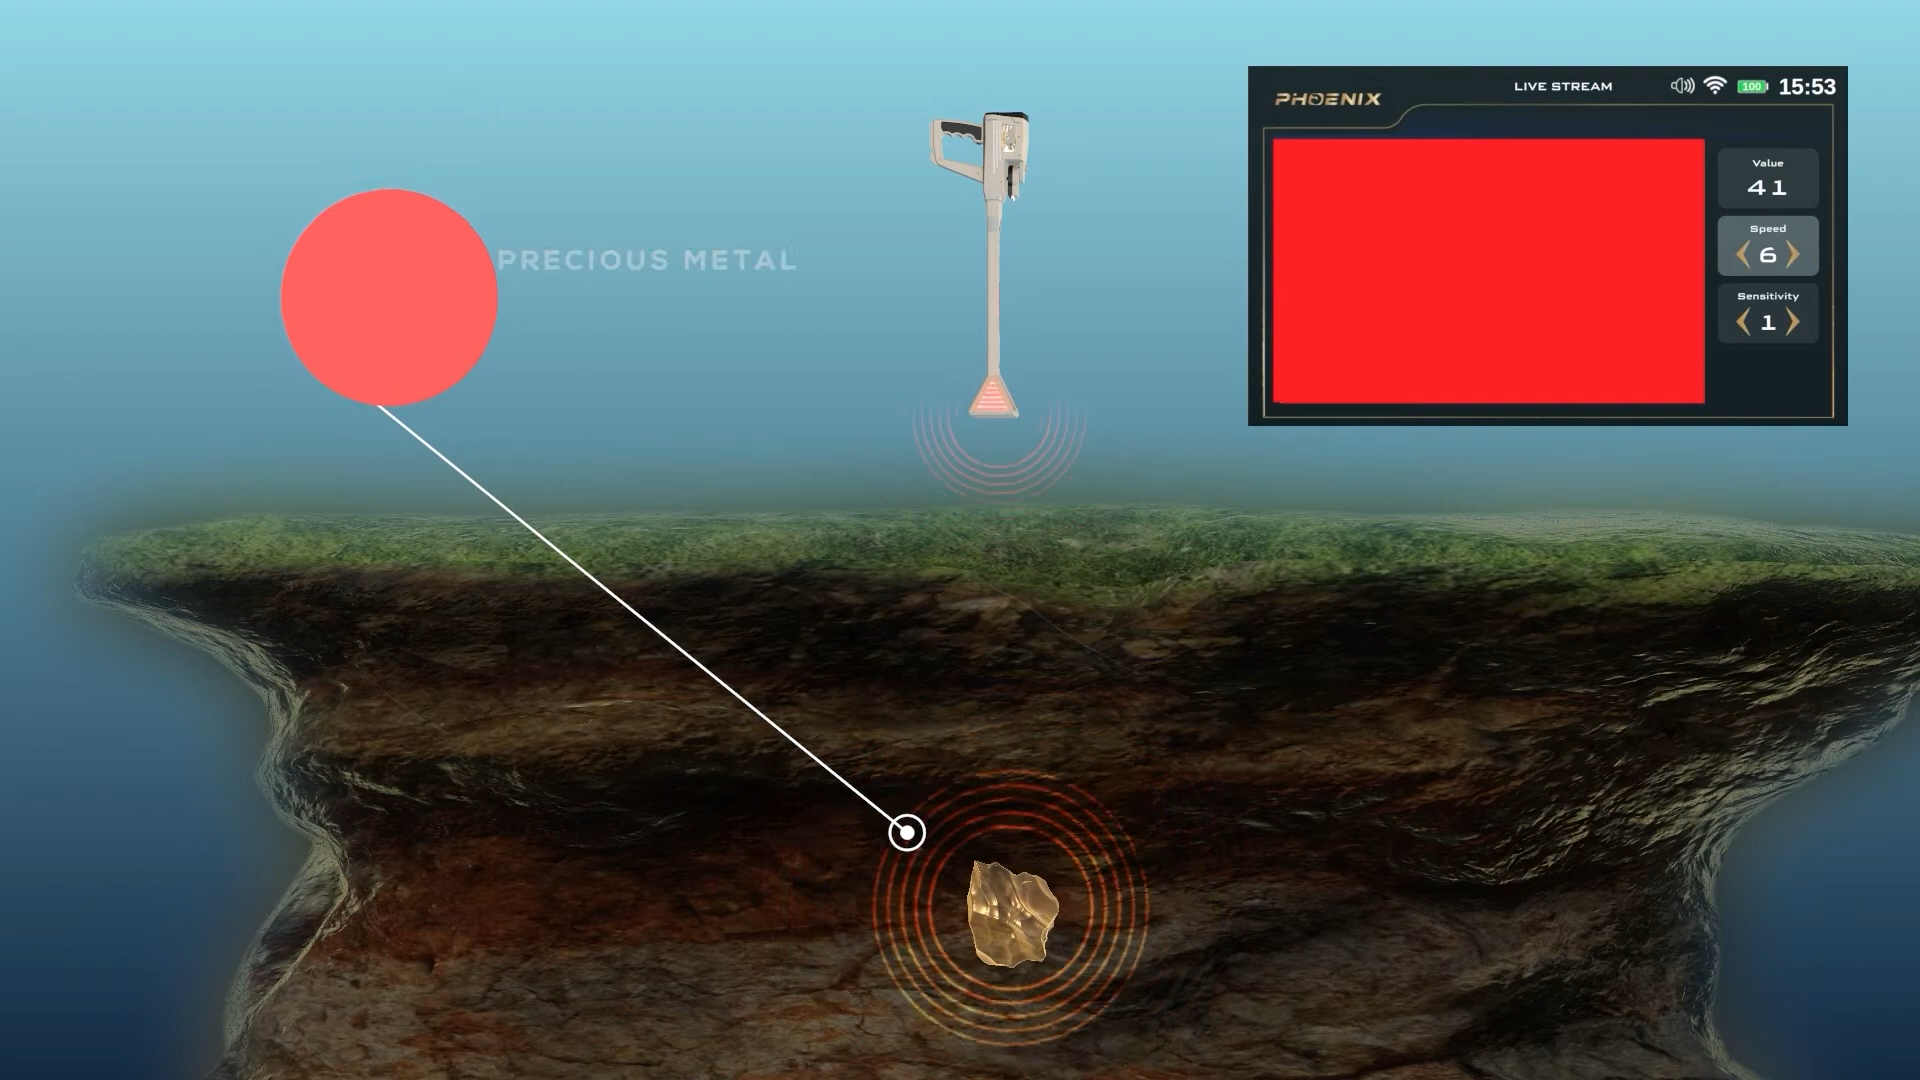 PHOENIX
LIVE STREAM
100
15:53
Value
41
PRECIOUS METAL
Speed
6
Sensitivity
1